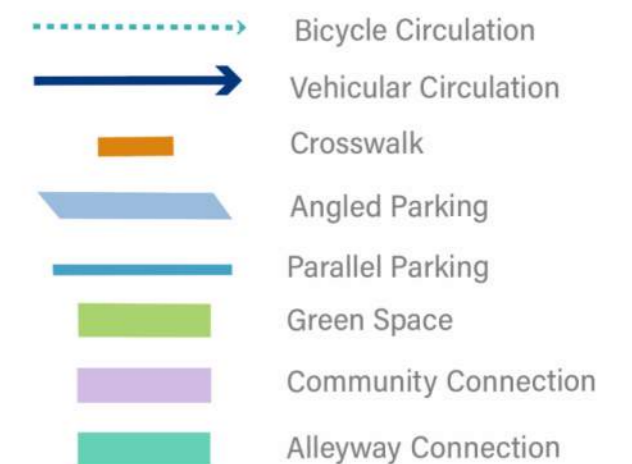 Bicycle Circulation
Vehicular Circulation
Crosswalk
Angled Parking
Parallel Parking
Green Space
Community Connection
Alleyway Connection